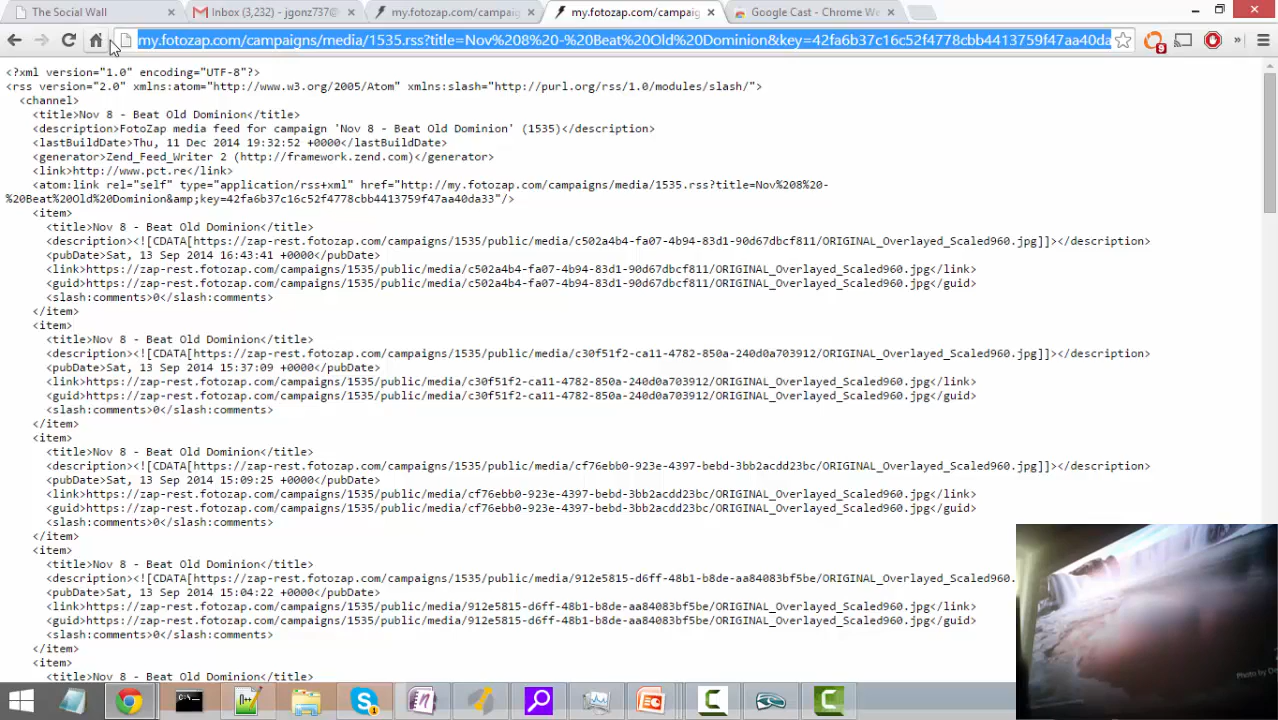 The Social Wall
Inbox (3,232) - jgonz737@
my.fotozap.com/campaig
my.fotozap.com/campaig
Google Cast - Chrome We
my.fotozap.com/campaigns/media/1535.rss?title=Nov%208%20-%20Beat%20Old%20Dominion&key=42fa6b37c16c52f4778cbb4413759f47aa40da
<?xml version="1.0" encoding="UTF-8"?>
<rss version="2.0" xmlns:atom="http://www.w3.org/2005/Atom" xmlns:slash="http://purl.org/rss/1.0/modules/slash/">
<channel>
<title>Nov 8 - Beat Old Dominion</title>
<description>FotoZap media feed for campaign 'Nov 8 - Beat Old Dominion' (1535)</description>
<lastBuildDate>Thu, 11 Dec 2014 19:32:52 +0000</lastBuildDate>
<generator>Zend_Feed_Writer 2 (http://framework.zend.com)</generator>
<link>http://www.pct.re</link>
<atom:link rel="self" type="application/rss+xml" href="http://my.fotozap.com/campaigns/media/1535.rss?title=Nov%208%20-
%20Beat%20Old%20Dominion&amp;key=42fa6b37c16c52f4778cbb4413759f47aa40da33"/>
<item>
<title>Nov 8 - Beat Old Dominion</title>
<description><![CDATA[https://zap-rest.fotozap.com/campaigns/1535/public/media/c502a4b4-fa07-4b94-83d1-90d67dbcf811/ORIGINAL_Overlayed_Scaled960.jpg]]></description>
<pubDate>Sat, 13 Sep 2014 16:43:41 +0000</pubDate>
<link>https://zap-rest.fotozap.com/campaigns/1535/public/media/c502a4b4-fa07-4b94-83d1-90d67dbcf811/ORIGINAL_Overlayed_Scaled960.jpg</link>
<guid>https://zap-rest.fotozap.com/campaigns/1535/public/media/c502a4b4-fa07-4b94-83d1-90d67dbcf811/ORIGINAL_Overlayed_Scaled960.jpg</guid>
<slash:comments>0</slash:comments>
</item>
<item>
<title>Nov 8 - Beat Old Dominion</title>
<description><![CDATA[https://zap-rest.fotozap.com/campaigns/1535/public/media/c30f51f2-ca11-4782-850a-240d0a703912/ORIGINAL_Overlayed_Scaled960.jpg]]></description>
<pubDate>Sat, 13 Sep 2014 15:37:09 +0000</pubDate>
<link>https://zap-rest.fotozap.com/campaigns/1535/public/media/c30f51f2-ca11-4782-850a-240d0a703912/ORIGINAL_Overlayed_Scaled960.jpg</link>
<guid>https://zap-rest.fotozap.com/campaigns/1535/public/media/c30f51f2-ca11-4782-850a-240d0a703912/ORIGINAL_Overlayed_Scaled960.jpg</guid>
<slash:comments>0</slash:comments>
</item>
<item>
<title>Nov 8 - Beat Old Dominion</title>
<description><![CDATA[https://zap-rest.fotozap.com/campaigns/1535/public/media/cf76ebb0-923e-4397-bebd-3bb2acdd23bc/ORIGINAL_Overlayed_Scaled960.jpg]]></description>
<pubDate>Sat, 13 Sep 2014 15:09:25 +0000</pubDate>
<link>https://zap-rest.fotozap.com/campaigns/1535/public/media/cf76ebb0-923e-4397-bebd-3bb2acdd23bc/ORIGINAL_Overlayed_Scaled960.jpg</link>
<guid>https://zap-rest.fotozap.com/campaigns/1535/public/media/cf76ebb0-923e-4397-bebd-3bb2acdd23bc/ORIGINAL_Overlayed_Scaled960.jpg</guid>
<slash:comments>0</slash:comments>
</item>
<item>
<title>Nov 8 - Beat Old Dominion</title>
<description><![CDATA[https://zap-rest.fotozap.com/campaigns/1535/public/media/912e5815-d6ff-48b1-b8de-aa84083bf5be/ORIGINAL_Overlayed_Scaled960.
<pubDate>Sat, 13 Sep 2014 15:04:22 +0000</pubDate>
<link>https://zap-rest.fotozap.com/campaigns/1535/public/media/912e5815-d6ff-48b1-b8de-aa84083bf5be/ORIGINAL_Overlayed_Scaled960.jpg</link>
<guid>https://zap-rest.fotozap.com/campaigns/1535/public/media/912e5815-d6ff-48b1-b8de-aa84083bf5be/ORIGINAL_Overlayed_Scaled960.jpg</guid>
<slash:comments>0</slash:comments>
</item>
<item>
<title>Nov 8 - Beat Old Dominion</title>
Photo by De